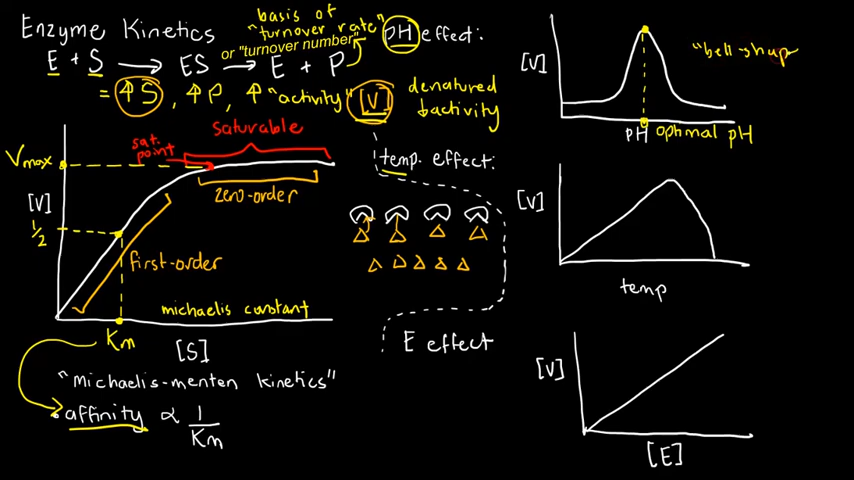 Enzyme Kinetics
basis of
"turnover rate"
or "turnover number"
E + S → ES → E + P
= ↑S, ↑P, ↑ "activity" [V]
pH effect:
denatured
↓activity
[V]
"bell-shap
pH optimal pH
saturable
sat.
point
Vmax
[V]
1/2
zero-order
first-order
michaelis constant
Km
[S]
"michaelis-menten kinetics"
affinity ∝ 1/Km
temp. effect:
[V]
temp
E effect
[V]
[E]